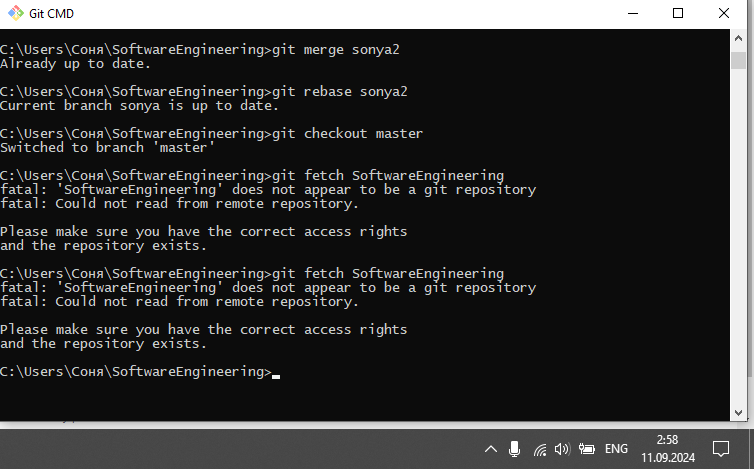 Git CMD
C:\Users\Соня\SoftwareEngineering>git merge sonya2
Already up to date.
C:\Users\Соня\SoftwareEngineering>git rebase sonya2
Current branch sonya is up to date.
C:\Users\Соня\SoftwareEngineering>git checkout master
Switched to branch 'master'
C:\Users\Соня\SoftwareEngineering>git fetch SoftwareEngineering
fatal: 'SoftwareEngineering' does not appear to be a git repository
fatal: Could not read from remote repository.
Please make sure you have the correct access rights
and the repository exists.
C:\Users\Соня\SoftwareEngineering>git fetch SoftwareEngineering
fatal: 'SoftwareEngineering' does not appear to be a git repository
fatal: Could not read from remote repository.
Please make sure you have the correct access rights
and the repository exists.
C:\Users\Соня\SoftwareEngineering>
ENG
2:58
11.09.2024